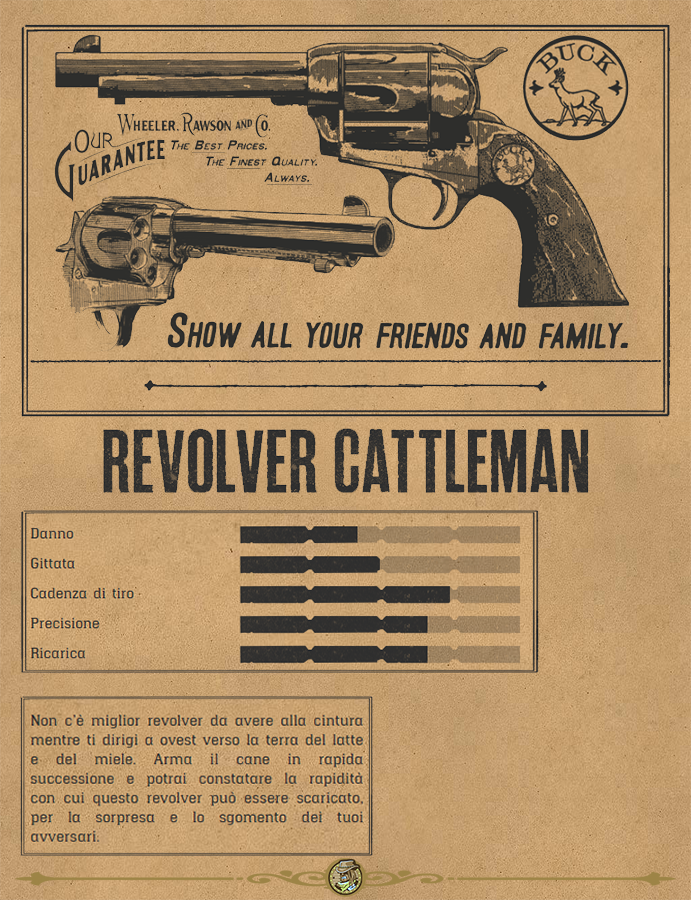 BUCK
WHEELER, RAWSON AND CO.
OUR GUARANTEE
THE BEST PRICES.
THE FINEST QUALITY.
ALWAYS.
BUCK
SHOW ALL YOUR FRIENDS AND FAMILY.
REVOLVER CATTLEMAN
Danno
Gittata
Cadenza di tiro
Precisione
Ricarica
Non c'è miglior revolver da avere alla cintura
mentre ti dirigi a ovest verso la terra del latte
e del miele. Arma il cane in rapida
successione e potrai constatare la rapidità
con cui questo revolver può essere scaricato,
per la sorpresa e lo sgomento dei tuoi
avversari.